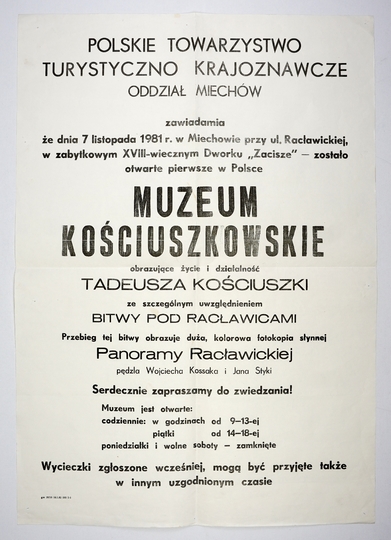 POLSKIE TOWARZYSTWO
TURYSTYCZNO KRAJOZNAWCZE
ODDZIAŁ MIECHÓW
zawiadamia
że dnia 7 listopada 1981 r. w Miechowie przy ul. Racławickiej,
w zabytkowym XVIII-wiecznym Dworku „Zacisze” – zostało
otwarte pierwsze w Polsce
MUZEUM
KOŚCIUSZKOWSKIE
obrazujące życie i działalność
TADEUSZA KOŚCIUSZKI
ze szczególnym uwzględnieniem
BITWY POD RACŁAWICAMI
Przebieg tej bitwy obrazuje duża, kolorowa fotokopia słynnej
Panoramy Racławickiej
pędzla Wojciecha Kossaka i Jana Styki
Serdecznie zapraszamy do zwiedzania!
Muzeum jest otwarte:
codziennie: w godzinach od 9–13-ej
piątki od 14–18-ej
poniedziałki i wolne soboty – zamknięte
Wycieczki zgłoszone wcześniej, mogą być przyjęte także
w innym uzgodnionym czasie